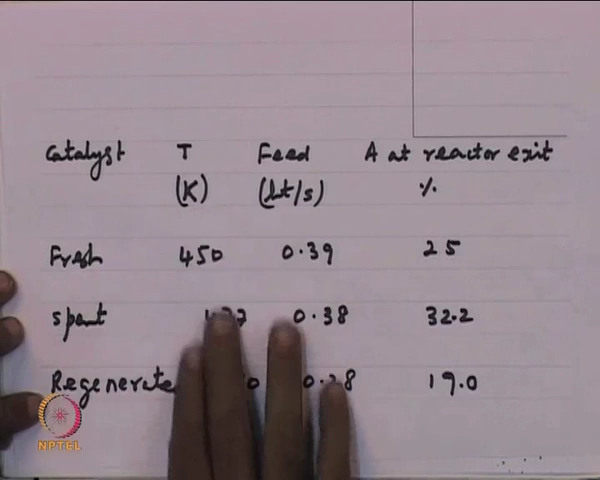 Catalyst T Feed A at reactor exit
(K) (lit/s) %
Fresh 450 0.39 25
spent 0.38 32.2
Regenerate 19.0
NPTEL